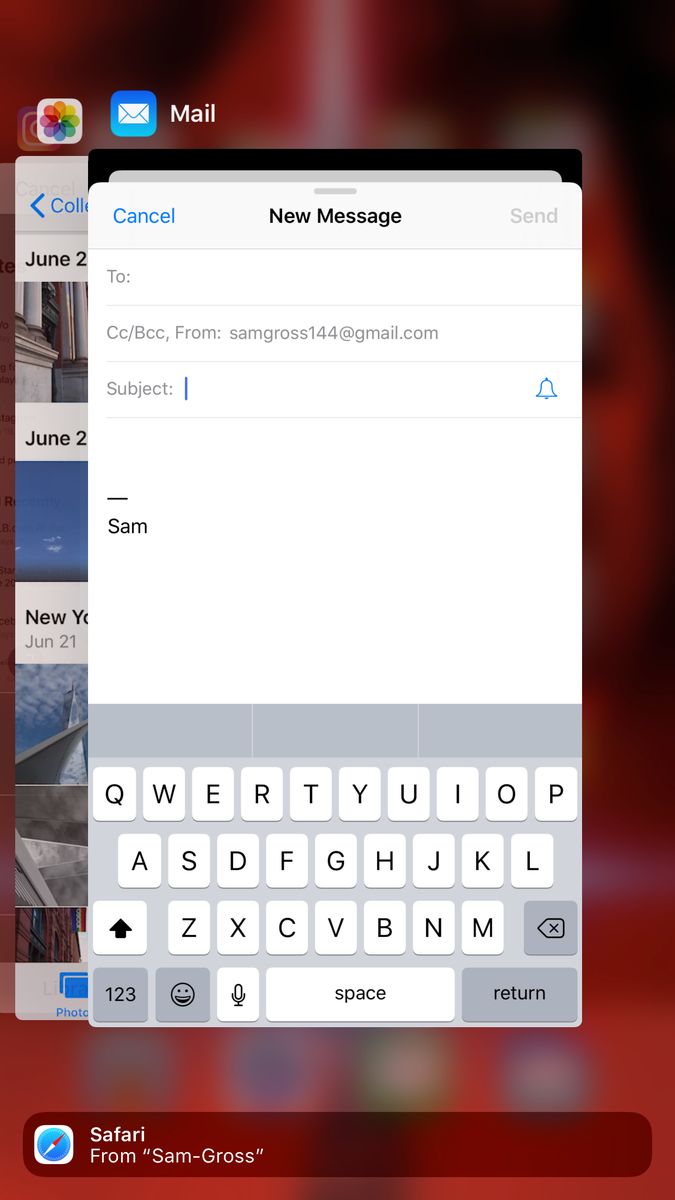 Mail
Cancel
New Message
Send
To:
Cc/Bcc, From: samgross144@gmail.com
Subject:
—
Sam
Q W E R T Y U I O P
A S D F G H J K L
Z X C V B N M
123 space return
Colle
June 2
June 2
New Yo
Jun 21
Photo
Safari
From “Sam-Gross”